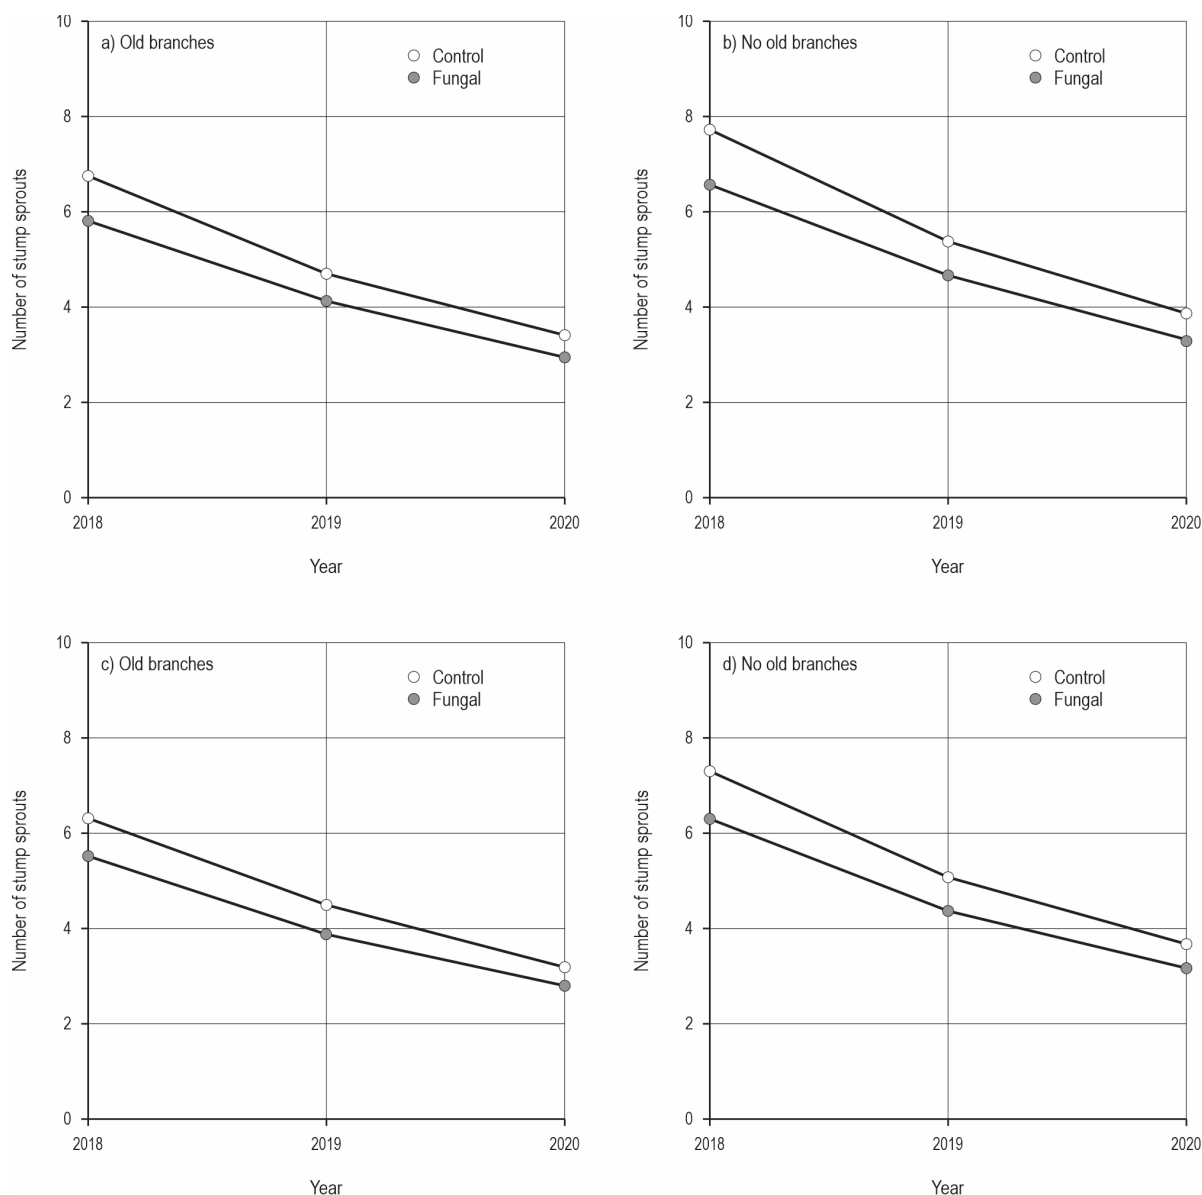 a) Old branches
Control
Fungal
10
8
6
4
2
0
Number of stump sprouts
2018 2019 2020
Year
b) No old branches
Control
Fungal
10
8
6
4
2
0
Number of stump sprouts
2018 2019 2020
Year
c) Old branches
Control
Fungal
10
8
6
4
2
0
Number of stump sprouts
2018 2019 2020
Year
d) No old branches
Control
Fungal
10
8
6
4
2
0
Number of stump sprouts
2018 2019 2020
Year